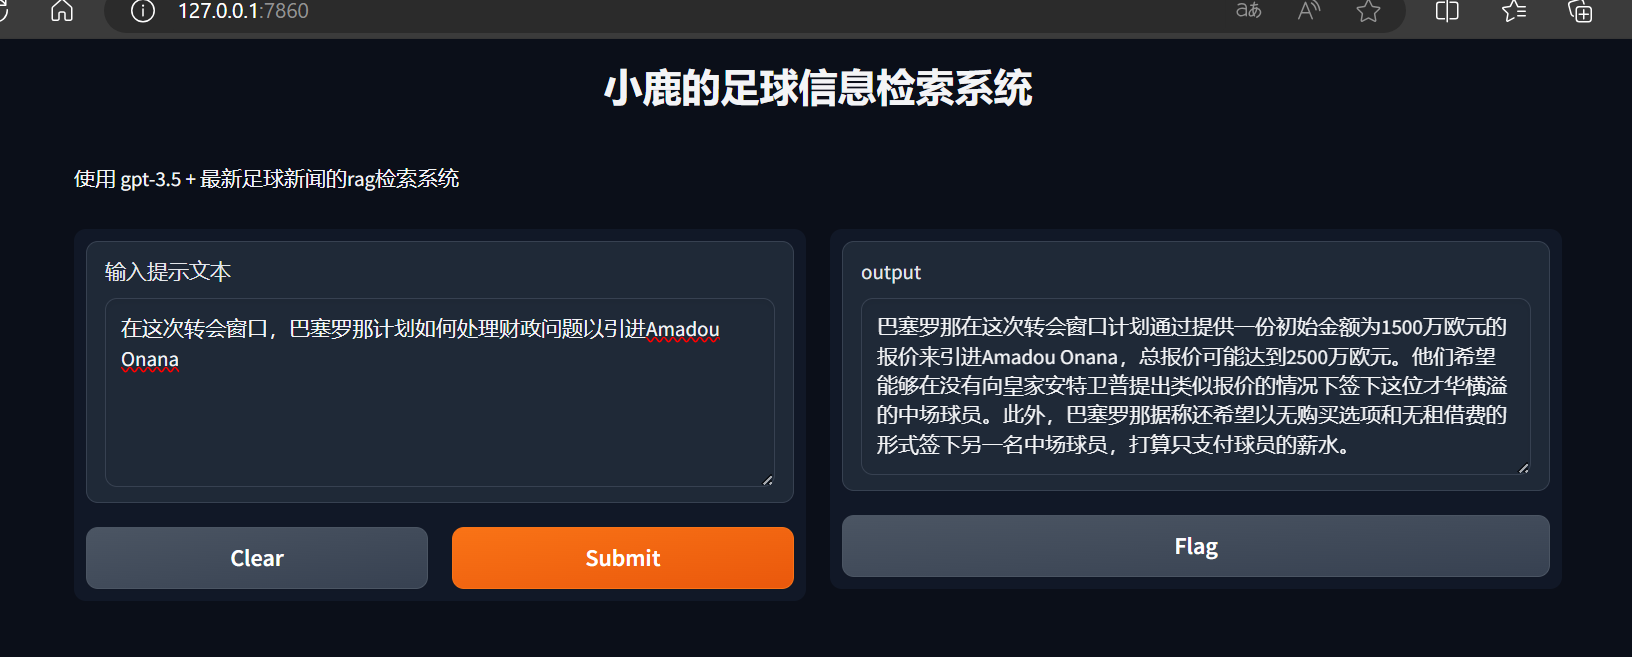 127.0.0.1:7860
小鹿的足球信息检索系统
使用 gpt-3.5 + 最新足球新闻的rag检索系统
输入提示文本
在这次转会窗口，巴塞罗那计划如何处理财政问题以引进Amadou
Onana
Clear
Submit
output
巴塞罗那在这次转会窗口计划通过提供一份初始金额为1500万欧元的
报价来引进Amadou Onana，总报价可能达到2500万欧元。他们希望
能够在没有向皇家安特卫普提出类似报价的情况下签下这位才华横溢
的中场球员。此外，巴塞罗那据称还希望以无购买选项和无租借费的
形式签下另一名中场球员，打算只支付球员的薪水。
Flag